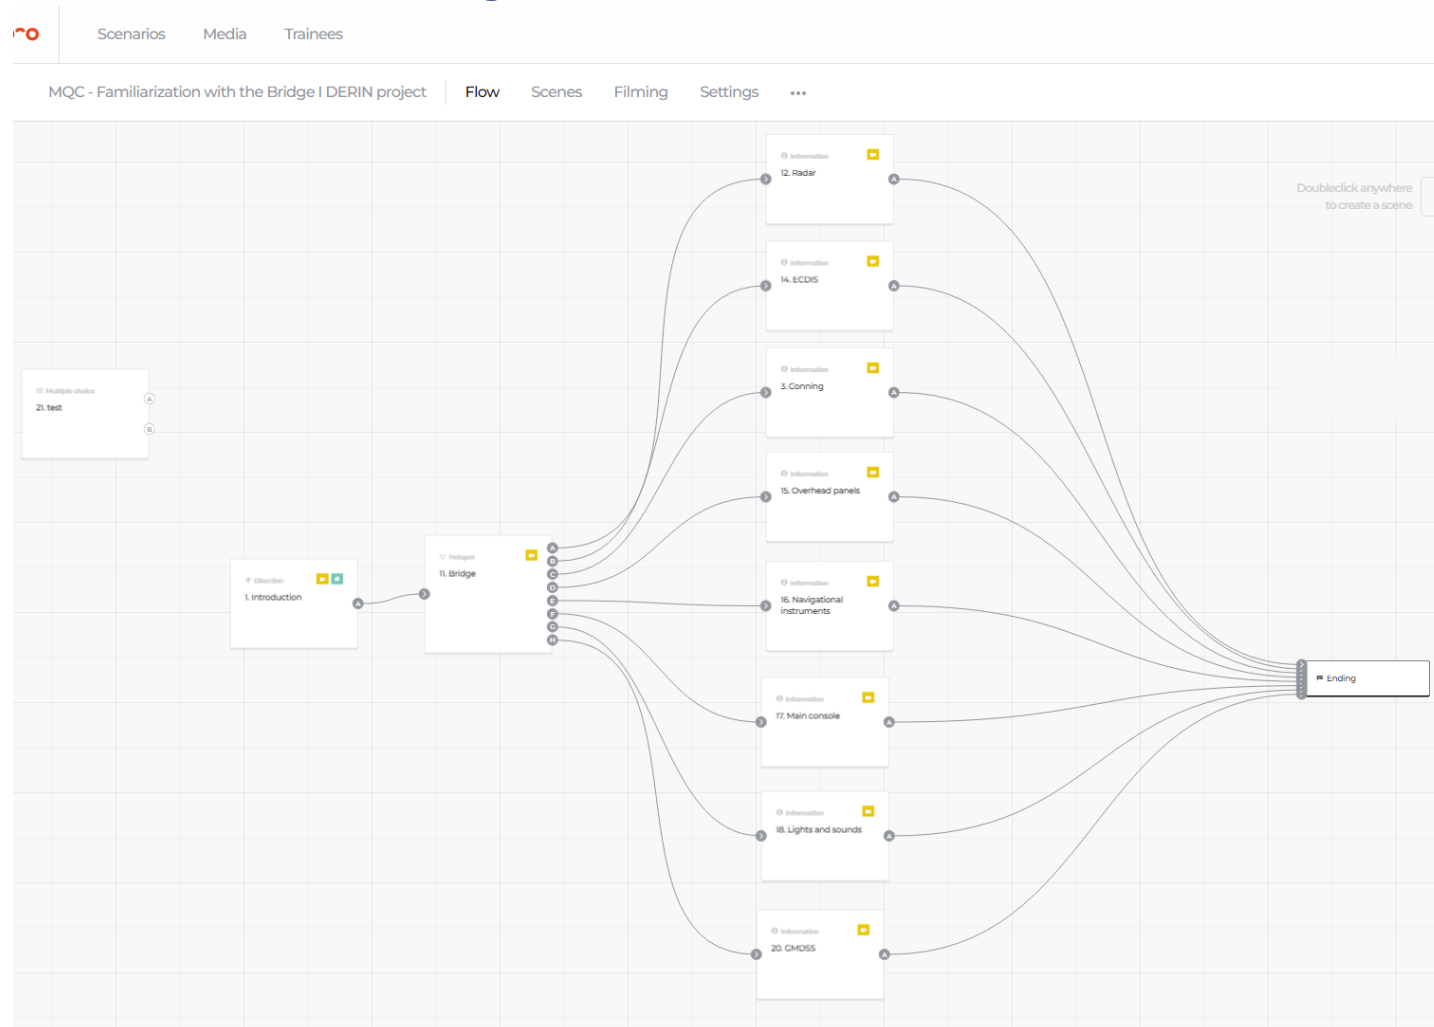 Scenarios Media Trainees
MQC - Familiarization with the Bridge I DERIN project Flow Scenes Filming Settings •••
Doubleclick anywhere
to create a scene
Information
12. Radar
A
Information
14. ECDIS
A
Information
3. Conning
A
Multiple choice
21. test
A
B
Information
15. Overhead panels
A
Direction
1. Introduction
A
Hotspot
11. Bridge
A
B
C
D
E
F
G
H
Information
16. Navigational
instruments
A
Ending
Information
17. Main console
A
Information
18. Lights and sounds
A
Information
20. GMDSS
A